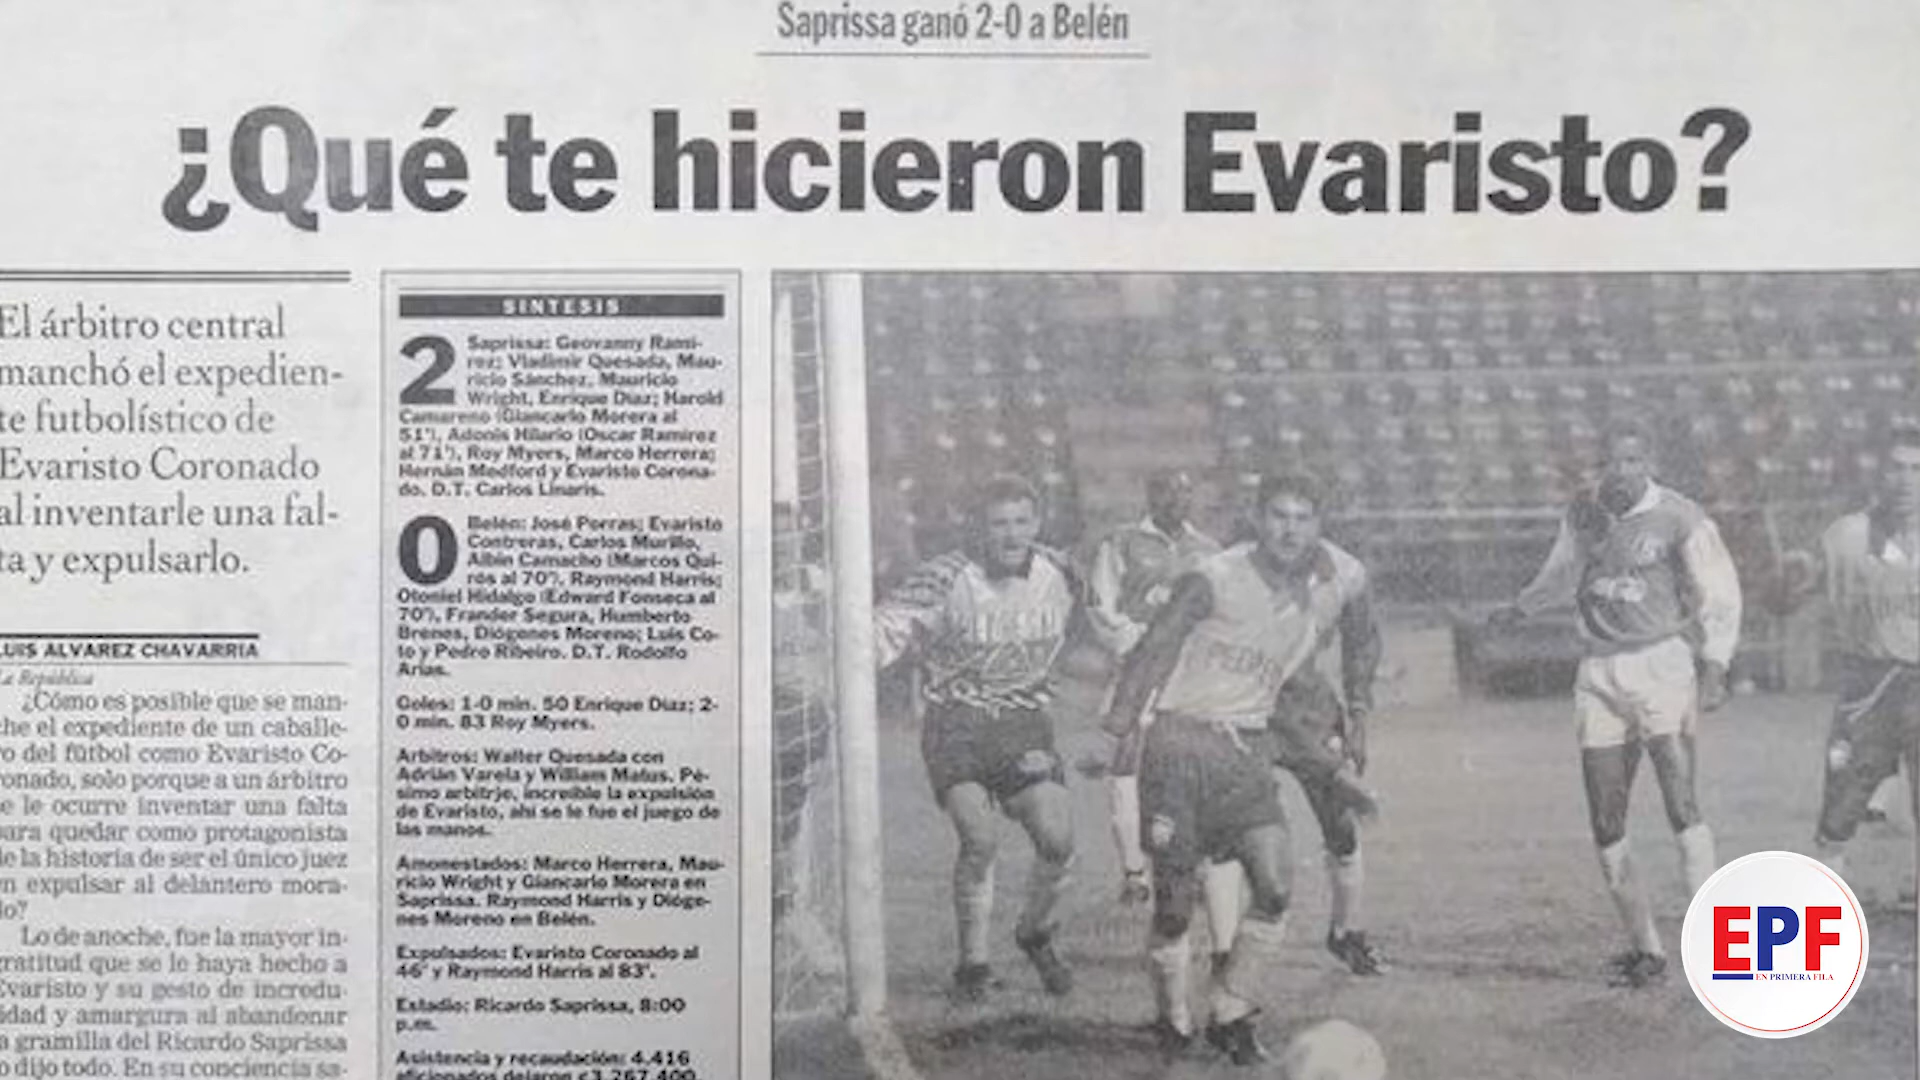 Saprissa ganó 2-0 a Belén
¿Qué te hicieron Evaristo?
El árbitro central
manchó el expedien-
te futbolístico de
Evaristo Coronado
al inventarle una fal-
ta y expulsarlo.
LUIS ALVAREZ CHAVARRIA
La República
¿Cómo es posible que se man-
che el expediente de un caballe-
ro del fútbol como Evaristo Co-
ronado, solo porque a un árbitro
se le ocurre inventar una falta
para quedar como protagonista
de la historia de ser el único juez
en expulsar al delantero mora-
do?
Lo de anoche, fue la mayor in-
gratitud que se le haya hecho a
Evaristo y su gesto de incredu-
lidad y amargura al abandonar
la gramilla del Ricardo Saprissa
lo dijo todo. En su conciencia sa-
SINTESIS
2 Saprissa: Geovanny Ramí-
rez; Vladimir Quesada, Mau-
ricio Sánchez, Mauricio
Wright, Enrique Díaz; Harold
Camareno (Giancarlo Morera al
51'), Adonis Hilario (Oscar Ramírez
al 71'), Roy Myers, Marco Herrera;
Hernán Medford y Evaristo Corona-
do. D.T. Carlos Linaris.
0 Belén: José Porras; Evaristo
Contreras, Carlos Murillo,
Albin Camacho (Marcos Qui-
rós al 70'), Raymond Harris;
Otoniel Hidalgo (Edward Fonseca al
70'), Frander Segura, Humberto
Brenes, Diógenes Moreno; Luis Co-
to y Pedro Ribeiro. D.T. Rodolfo
Arias.
Goles: 1-0 min. 50 Enrique Díaz; 2-
0 min. 83 Roy Myers.
Arbitros: Walter Quesada con
Adrián Varela y William Matus. Pé-
simo arbitrje, increíble la expulsión
de Evaristo, ahí se le fue el juego de
las manos.
Amonestados: Marco Herrera, Mau-
ricio Wright y Giancarlo Morera en
Saprissa. Raymond Harris y Dióge-
nes Moreno en Belén.
Expulsados: Evaristo Coronado al
46' y Raymond Harris al 83'.
Estadio: Ricardo Saprissa, 8:00
p.m.
Asistencia y recaudación: 4.416
aficionados dejaron ¢3.267.400.
EPF
EN PRIMERA FILA